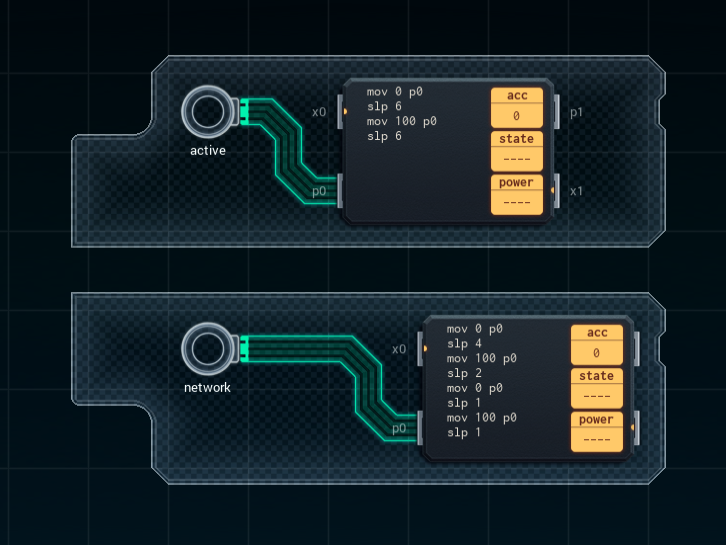 active
x0
p0
mov 0 p0
slp 6
mov 100 p0
slp 6
acc
0
state
----
power
----
p1
x1
network
x0
p0
mov 0 p0
slp 4
mov 100 p0
slp 2
mov 0 p0
slp 1
mov 100 p0
slp 1
acc
0
state
----
power
----